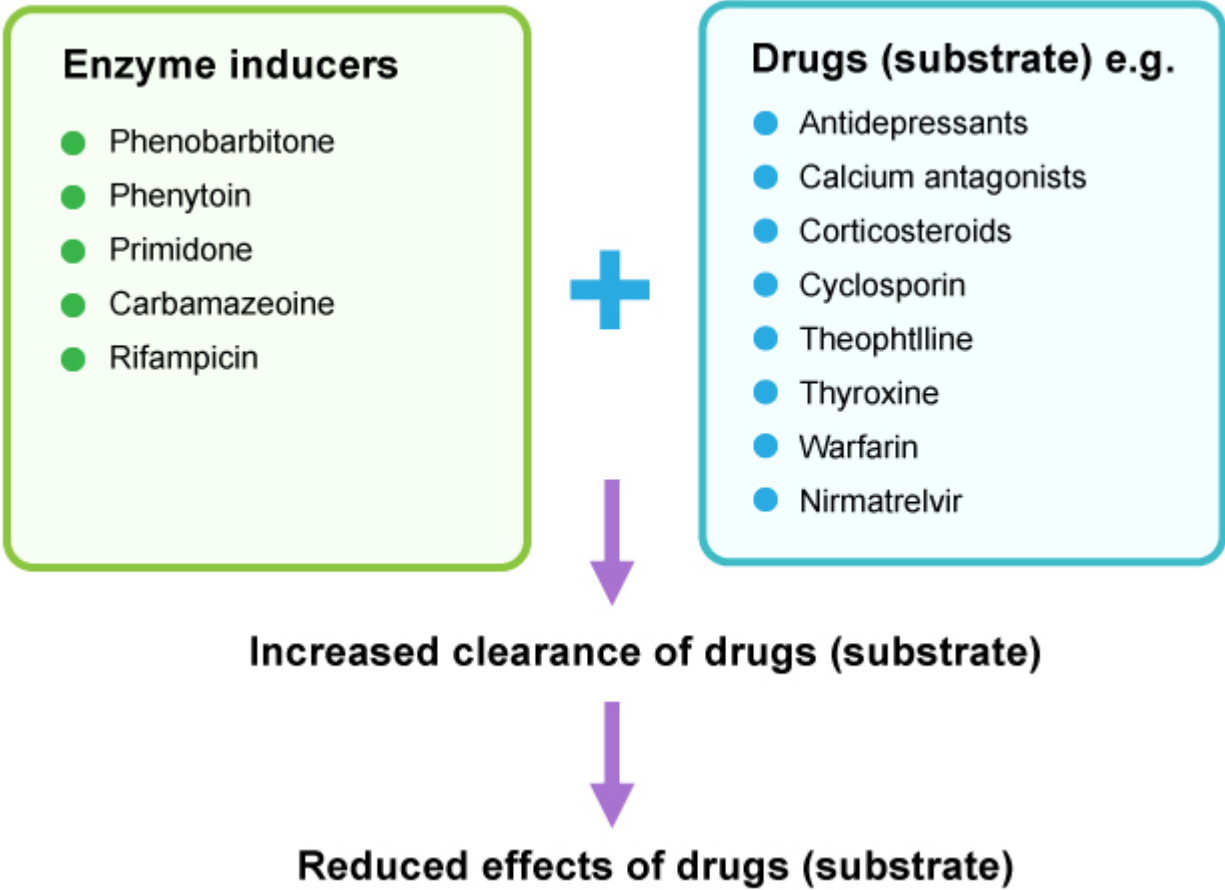 Enzyme inducers
Phenobarbitone
Phenytoin
Primidone
Carbamazeoine
Rifampicin
Drugs (substrate) e.g.
Antidepressants
Calcium antagonists
Corticosteroids
Cyclosporin
Theophtlline
Thyroxine
Warfarin
Nirmatrelvir
Increased clearance of drugs (substrate)
Reduced effects of drugs (substrate)